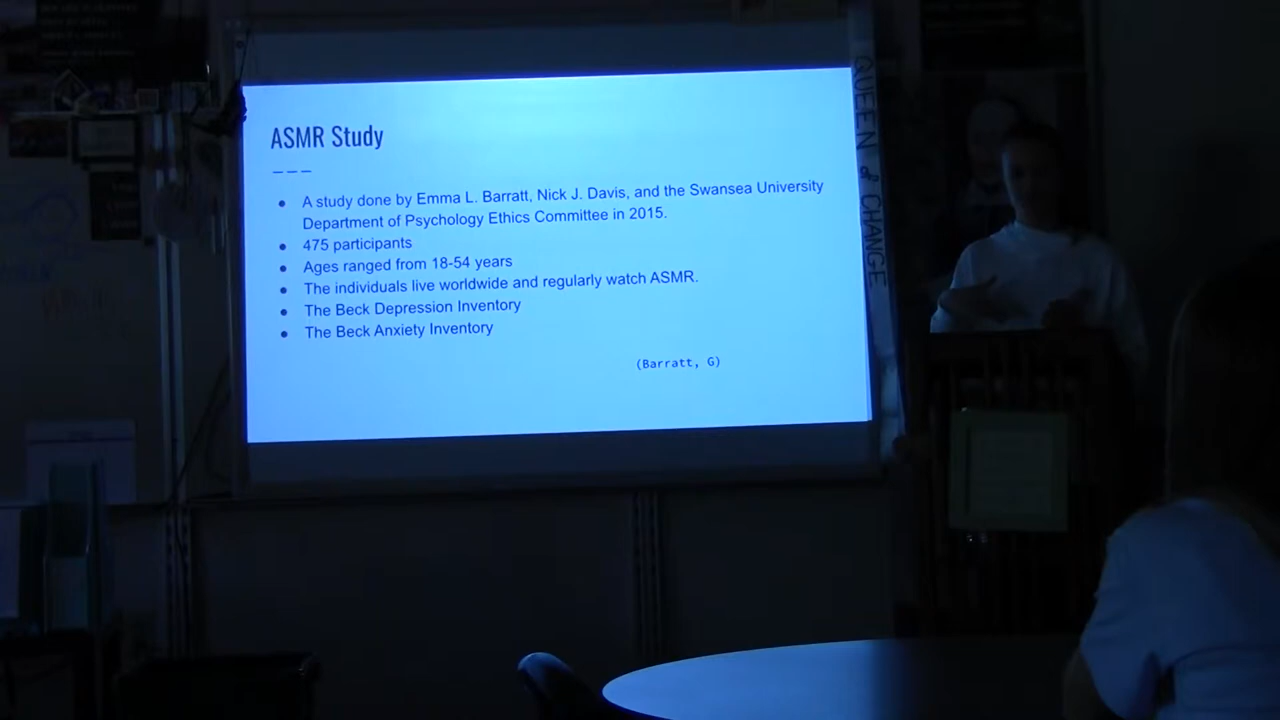 ASMR Study
● A study done by Emma L. Barratt, Nick J. Davis, and the Swansea University
Department of Psychology Ethics Committee in 2015.
● 475 participants
● Ages ranged from 18-54 years
● The individuals live worldwide and regularly watch ASMR.
● The Beck Depression Inventory
● The Beck Anxiety Inventory
(Barratt, G)
QUEEN of CHANGE